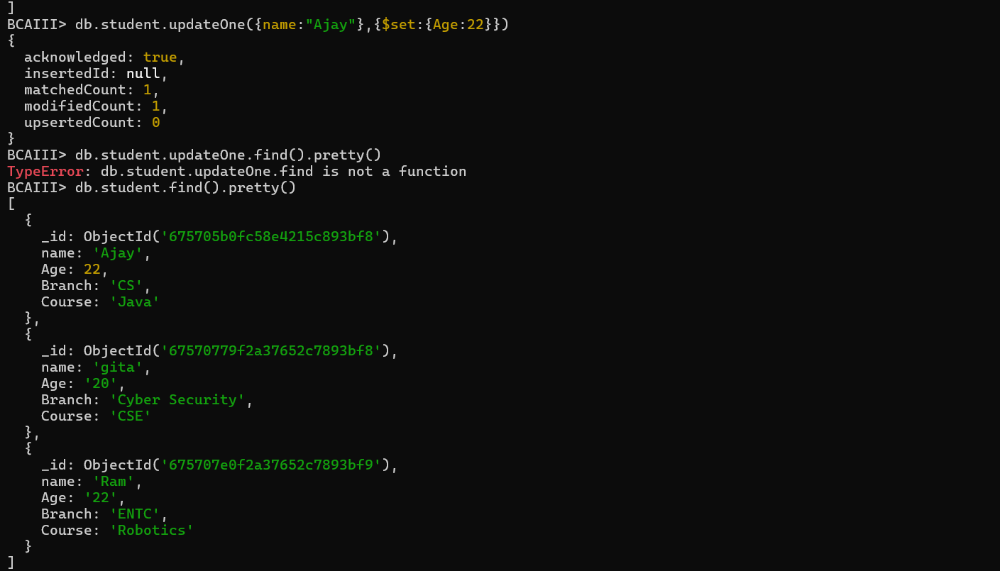 ]
BCAIII> db.student.updateOne({name:"Ajay"},{$set:{Age:22}})
{
  acknowledged: true,
  insertedId: null,
  matchedCount: 1,
  modifiedCount: 1,
  upsertedCount: 0
}
BCAIII> db.student.updateOne.find().pretty()
TypeError: db.student.updateOne.find is not a function
BCAIII> db.student.find().pretty()
[
  {
    _id: ObjectId('675705b0fc58e4215c893bf8'),
    name: 'Ajay',
    Age: 22,
    Branch: 'CS',
    Course: 'Java'
  },
  {
    _id: ObjectId('67570779f2a37652c7893bf8'),
    name: 'gita',
    Age: '20',
    Branch: 'Cyber Security',
    Course: 'CSE'
  },
  {
    _id: ObjectId('675707e0f2a37652c7893bf9'),
    name: 'Ram',
    Age: '22',
    Branch: 'ENTC',
    Course: 'Robotics'
  }
]